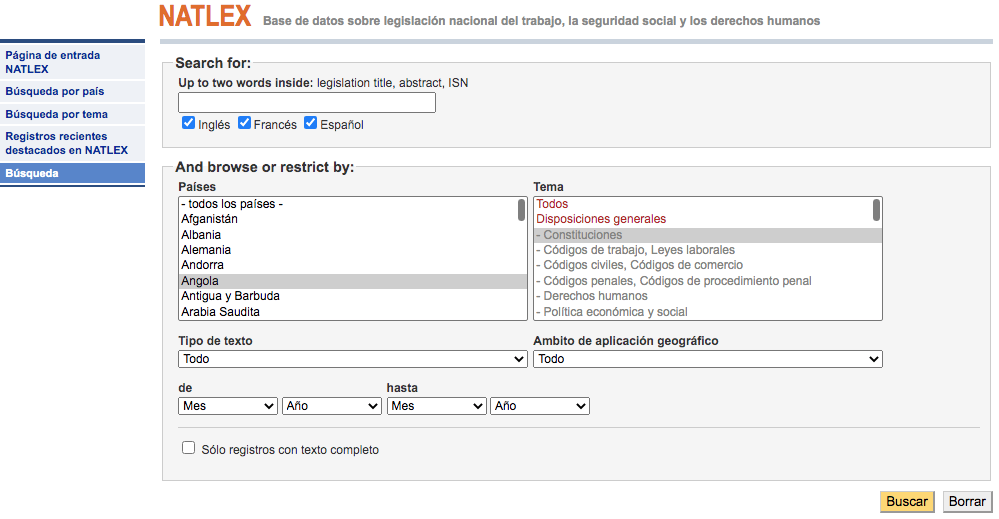 NATLEX Base de datos sobre legislación nacional del trabajo, la seguridad social y los derechos humanos
Página de entrada
NATLEX
Búsqueda por país
Búsqueda por tema
Registros recientes
destacados en NATLEX
Búsqueda
Search for:
Up to two words inside: legislation title, abstract, ISN
Inglés Francés Español
And browse or restrict by:
Países
- todos los países -
Afganistán
Albania
Alemania
Andorra
Angola
Antigua y Barbuda
Arabia Saudita
Tema
Todos
Disposiciones generales
- Constituciones
- Códigos de trabajo, Leyes laborales
- Códigos civiles, Códigos de comercio
- Códigos penales, Códigos de procedimiento penal
- Derechos humanos
- Política económica y social
Tipo de texto
Todo
Ambito de aplicación geográfico
Todo
de
Mes Año
hasta
Mes Año
Sólo registros con texto completo
Buscar Borrar